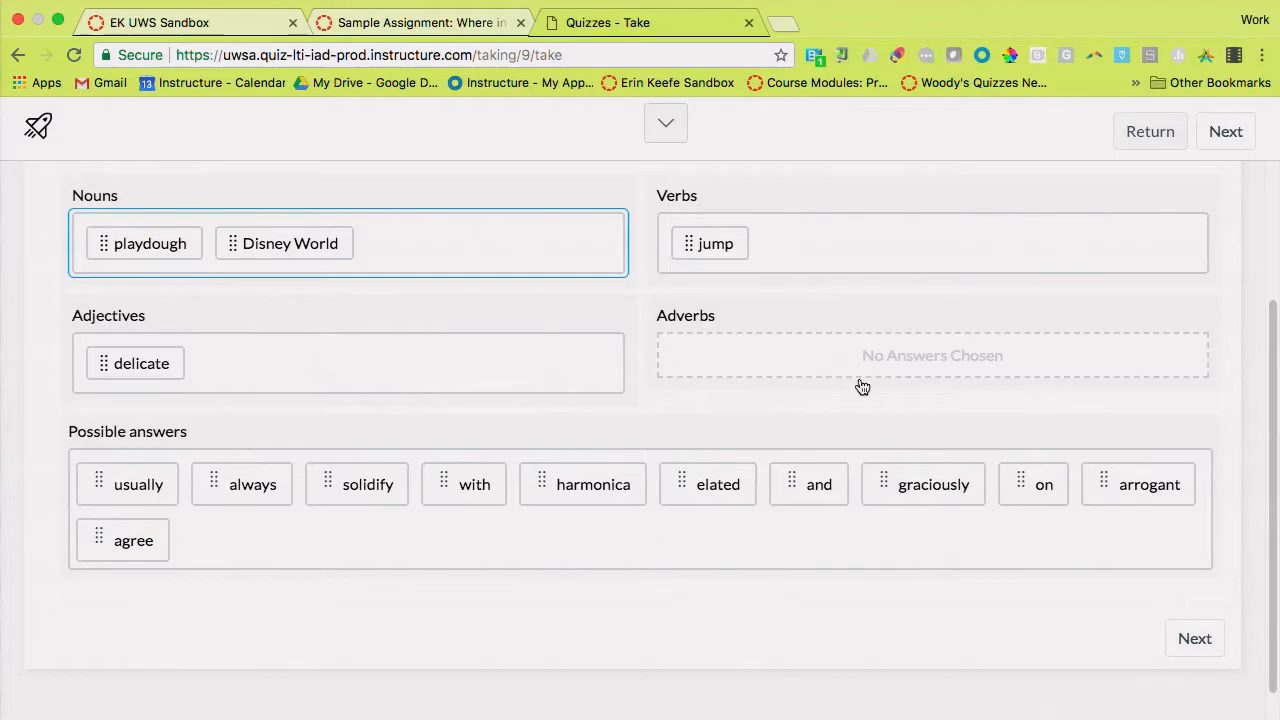 EK UWS Sandbox
Sample Assignment: Where in
Quizzes - Take
Work
Secure https://uwsa.quiz-lti-iad-prod.instructure.com/taking/9/take
1
Apps Gmail 13 Instructure - Calendar My Drive - Google D... Instructure - My App... Erin Keefe Sandbox Course Modules: Pr... Woody's Quizzes Ne... » Other Bookmarks
Return Next
Nouns Verbs
playdough Disney World jump
Adjectives Adverbs
delicate No Answers Chosen
Possible answers
usually always solidify with harmonica elated and graciously on arrogant
agree
Next